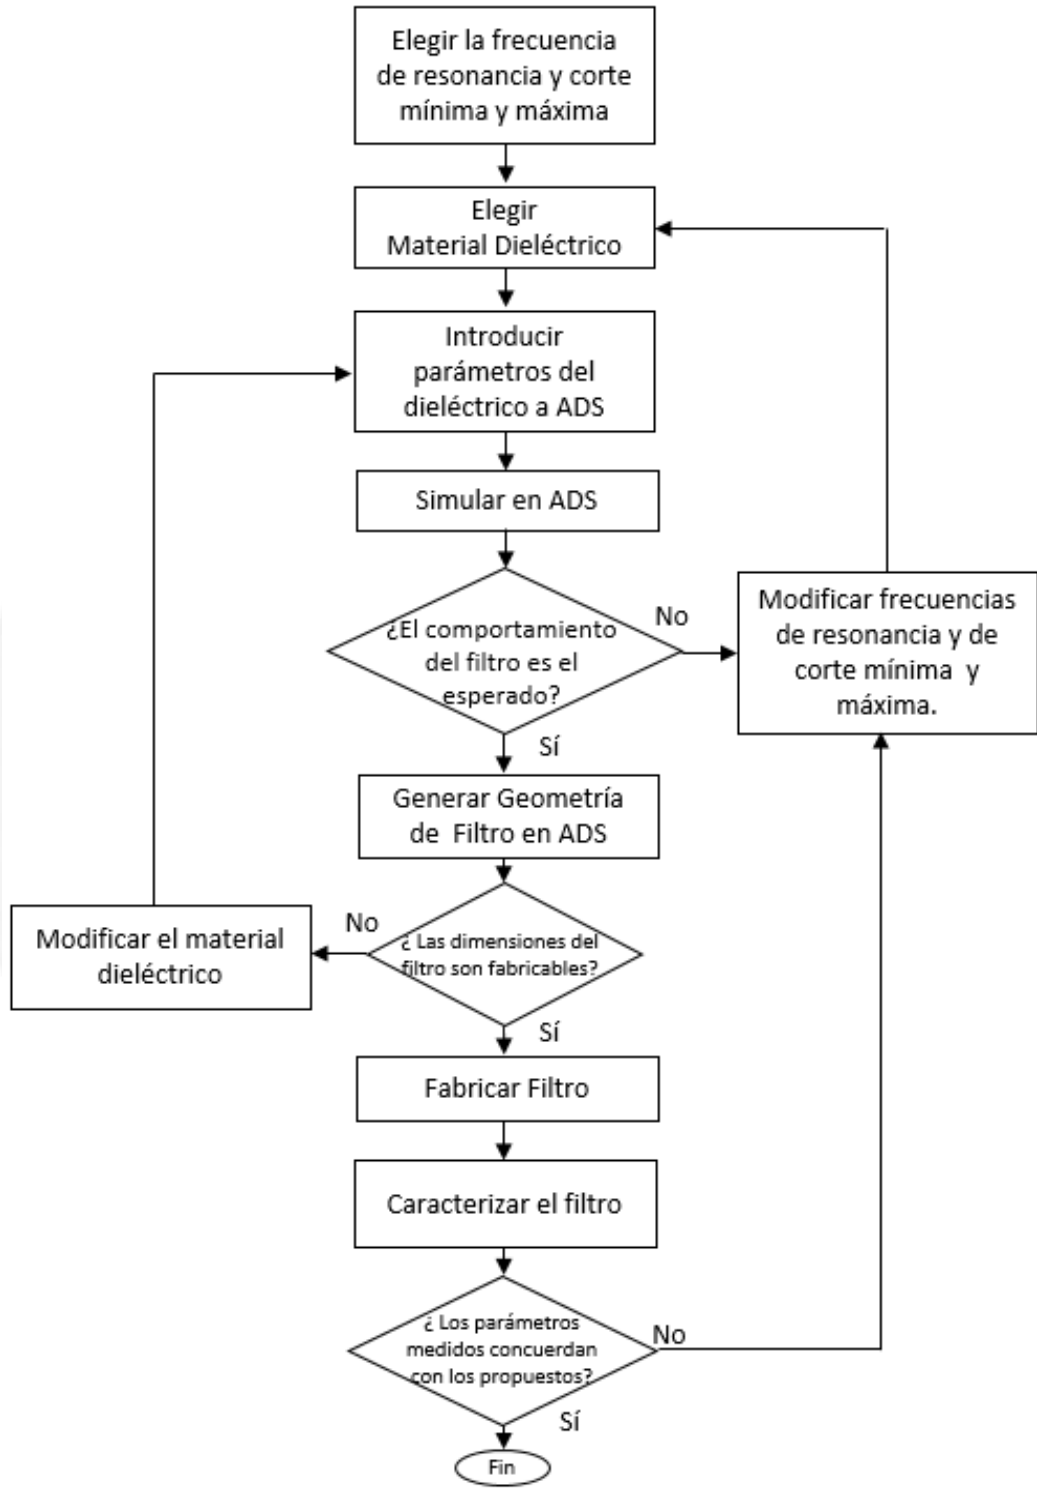 Elegir la frecuencia
de resonancia y corte
mínima y máxima
Elegir
Material Dieléctrico
Introducir
parámetros del
dieléctrico a ADS
Simular en ADS
¿El comportamiento
del filtro es el
esperado?
No
Modificar frecuencias
de resonancia y de
corte mínima y
máxima.
Sí
Generar Geometría
de Filtro en ADS
¿ Las dimensiones del
filtro son fabricables?
No
Modificar el material
dieléctrico
Sí
Fabricar Filtro
Caracterizar el filtro
¿ Los parámetros
medidos concuerdan
con los propuestos?
No
Sí
Fin